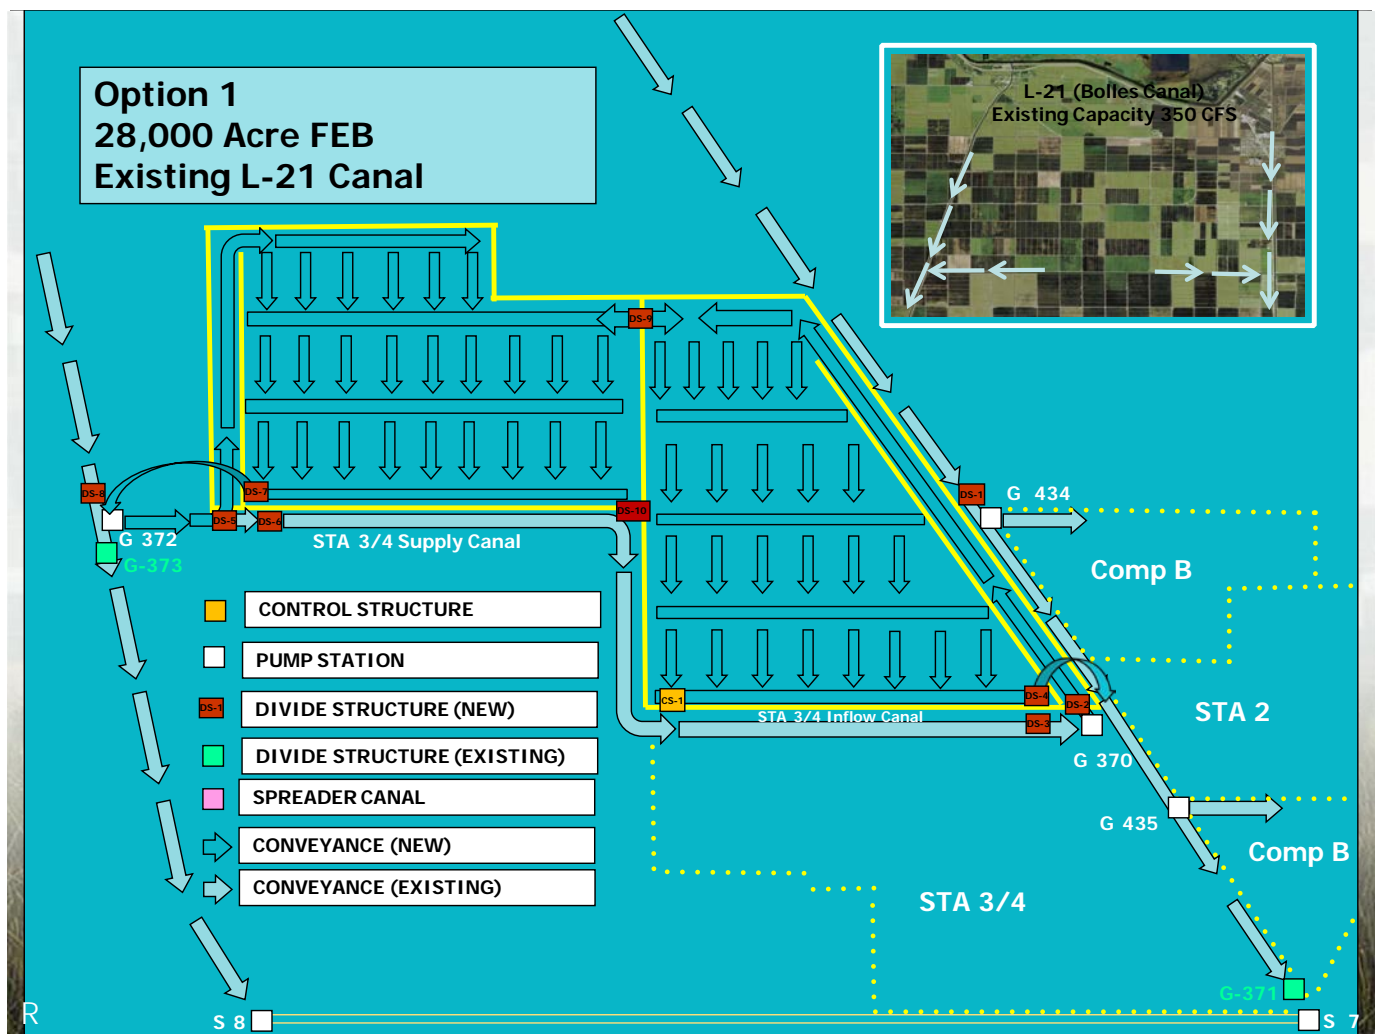 Option 1
28,000 Acre FEB
Existing L-21 Canal
L-21 (Bolles Canal)
Existing Capacity 350 CFS
DS-9
DS-8
DS-7
DS-1
G 434
DS-10
DS-5
DS-6
G 372
STA 3/4 Supply Canal
G-373
Comp B
CONTROL STRUCTURE
PUMP STATION
DS-1
DIVIDE STRUCTURE (NEW)
DIVIDE STRUCTURE (EXISTING)
SPREADER CANAL
CONVEYANCE (NEW)
CONVEYANCE (EXISTING)
CS-1
DS-4
DS-2
STA 3/4 Inflow Canal
DS-3
STA 2
G 370
G 435
Comp B
STA 3/4
G-371
R
S 8
S 7